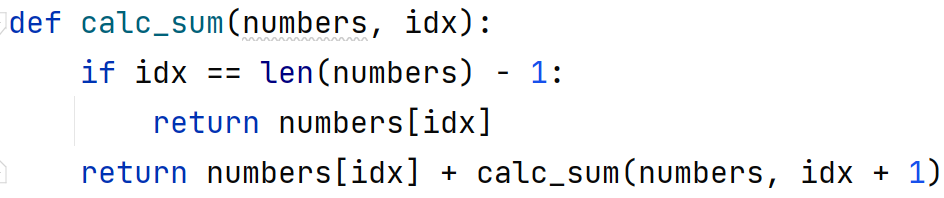 def calc_sum(numbers, idx):
    if idx == len(numbers) - 1:
        return numbers[idx]
    return numbers[idx] + calc_sum(numbers, idx + 1)